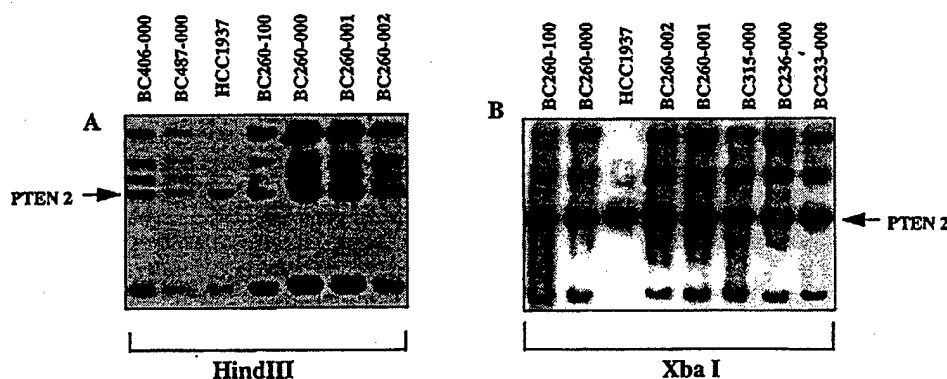 BC406-000
BC487-000
HCC1937
BC260-100
BC260-000
BC260-001
BC260-002
A
PTEN 2
HindIII
BC260-100
BC260-000
HCC1937
BC260-002
BC260-001
BC315-000
BC236-000
BC233-000
B
PTEN 2
Xba I